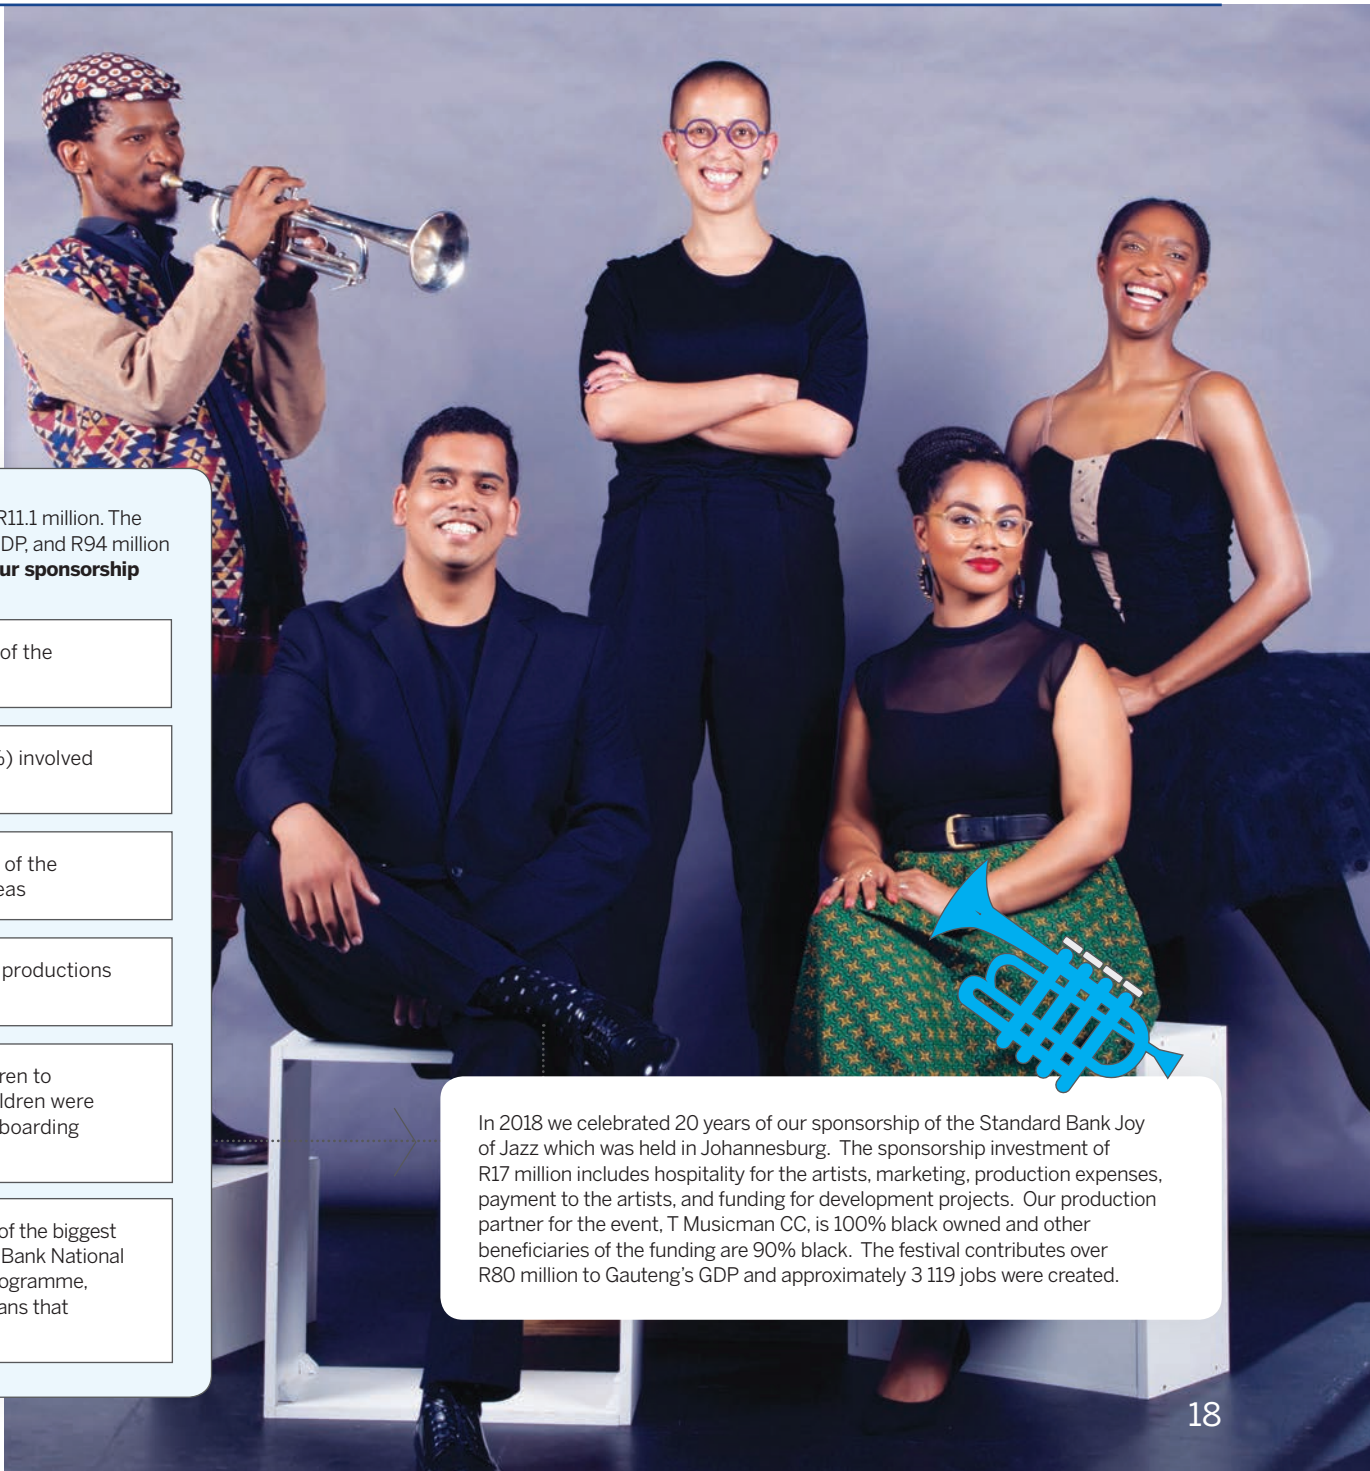 R11.1 million. The
DP, and R94 million
ur sponsorship
of the
) involved
of the
eas
productions
ren to
ldren were
boarding
of the biggest
Bank National
ogramme,
ans that
In 2018 we celebrated 20 years of our sponsorship of the Standard Bank Joy
of Jazz which was held in Johannesburg. The sponsorship investment of
R17 million includes hospitality for the artists, marketing, production expenses,
payment to the artists, and funding for development projects. Our production
partner for the event, T Musicman CC, is 100% black owned and other
beneficiaries of the funding are 90% black. The festival contributes over
R80 million to Gauteng's GDP and approximately 3 119 jobs were created.
18